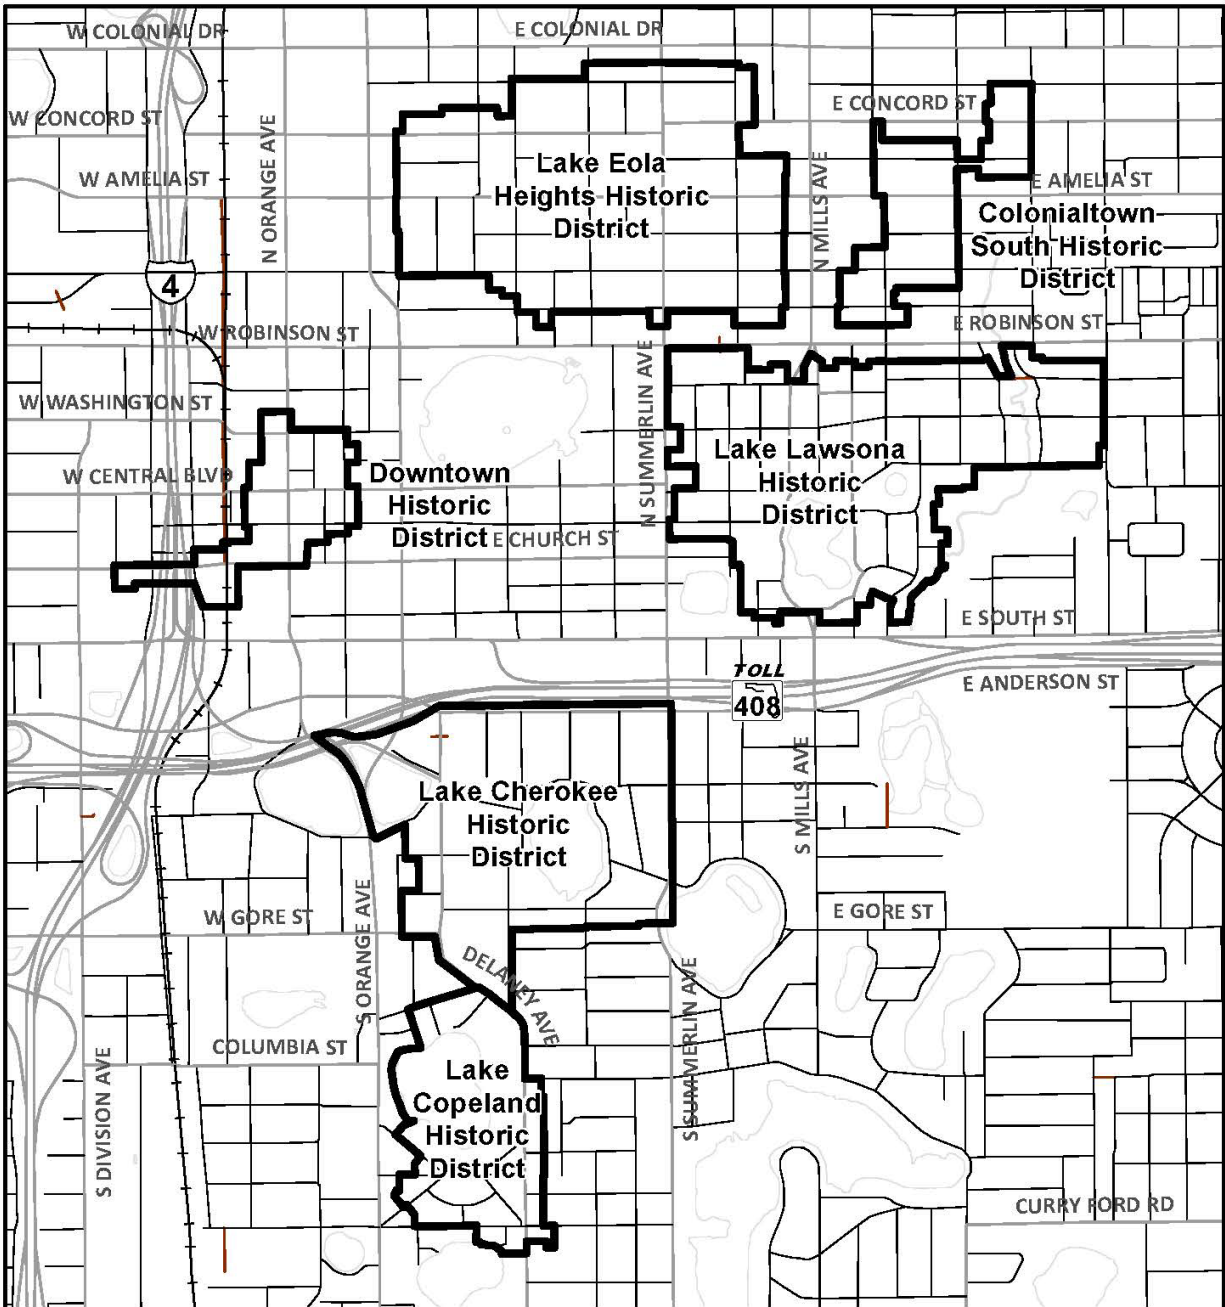 W COLONIAL DR
E COLONIAL DR
W CONCORD ST
E CONCORD ST
N ORANGE AVE
Lake Eola
Heights Historic
District
N MILLS AVE
W AMELIA ST
E AMELIA ST
Colonialtown
South Historic
District
4
W ROBINSON ST
E ROBINSON ST
N SUMMERLIN AVE
W WASHINGTON ST
W CENTRAL BLVD
Downtown
Historic
District
Lake Lawsona
Historic
District
E CHURCH ST
E SOUTH ST
TOLL
408
E ANDERSON ST
S MILLS AVE
Lake Cherokee
Historic
District
W GORE ST
E GORE ST
S ORANGE AVE
DELANEY AVE
S SUMMERLIN AVE
COLUMBIA ST
S DIVISION AVE
Lake
Copeland
Historic
District
CURRY FORD RD